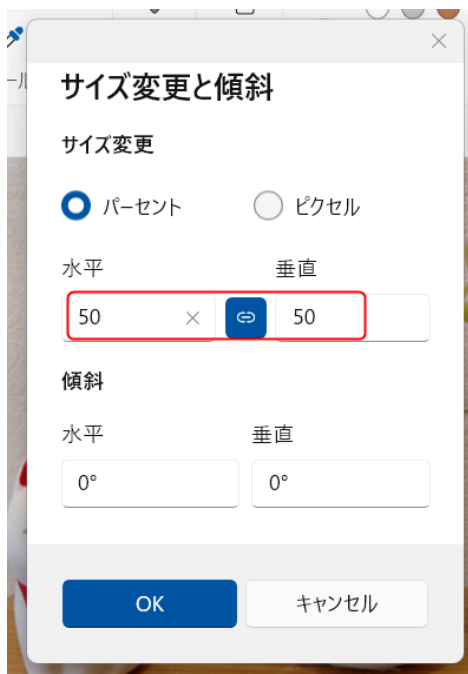 ール
サイズ変更と傾斜
サイズ変更
パーセント ピクセル
水平 垂直
50 50
傾斜
水平 垂直
0° 0°
OK キャンセル